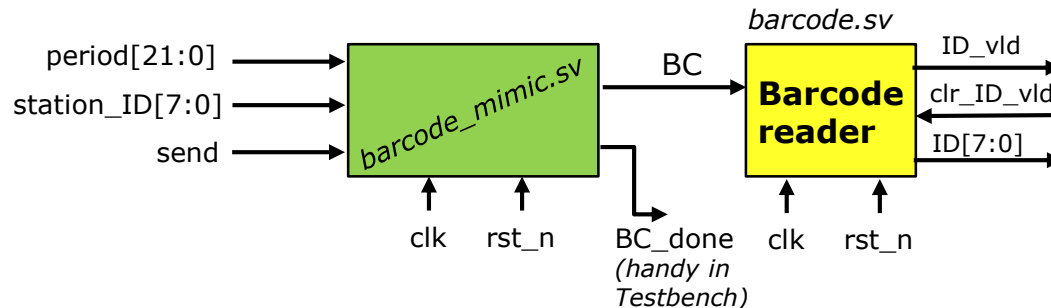 period[21:0]
station_ID[7:0]
send
barcode_mimic.sv
clk
rst_n
BC_done
(handy in
Testbench)
BC
barcode.sv
Barcode
reader
clk
rst_n
ID_vld
clr_ID_vld
ID[7:0]